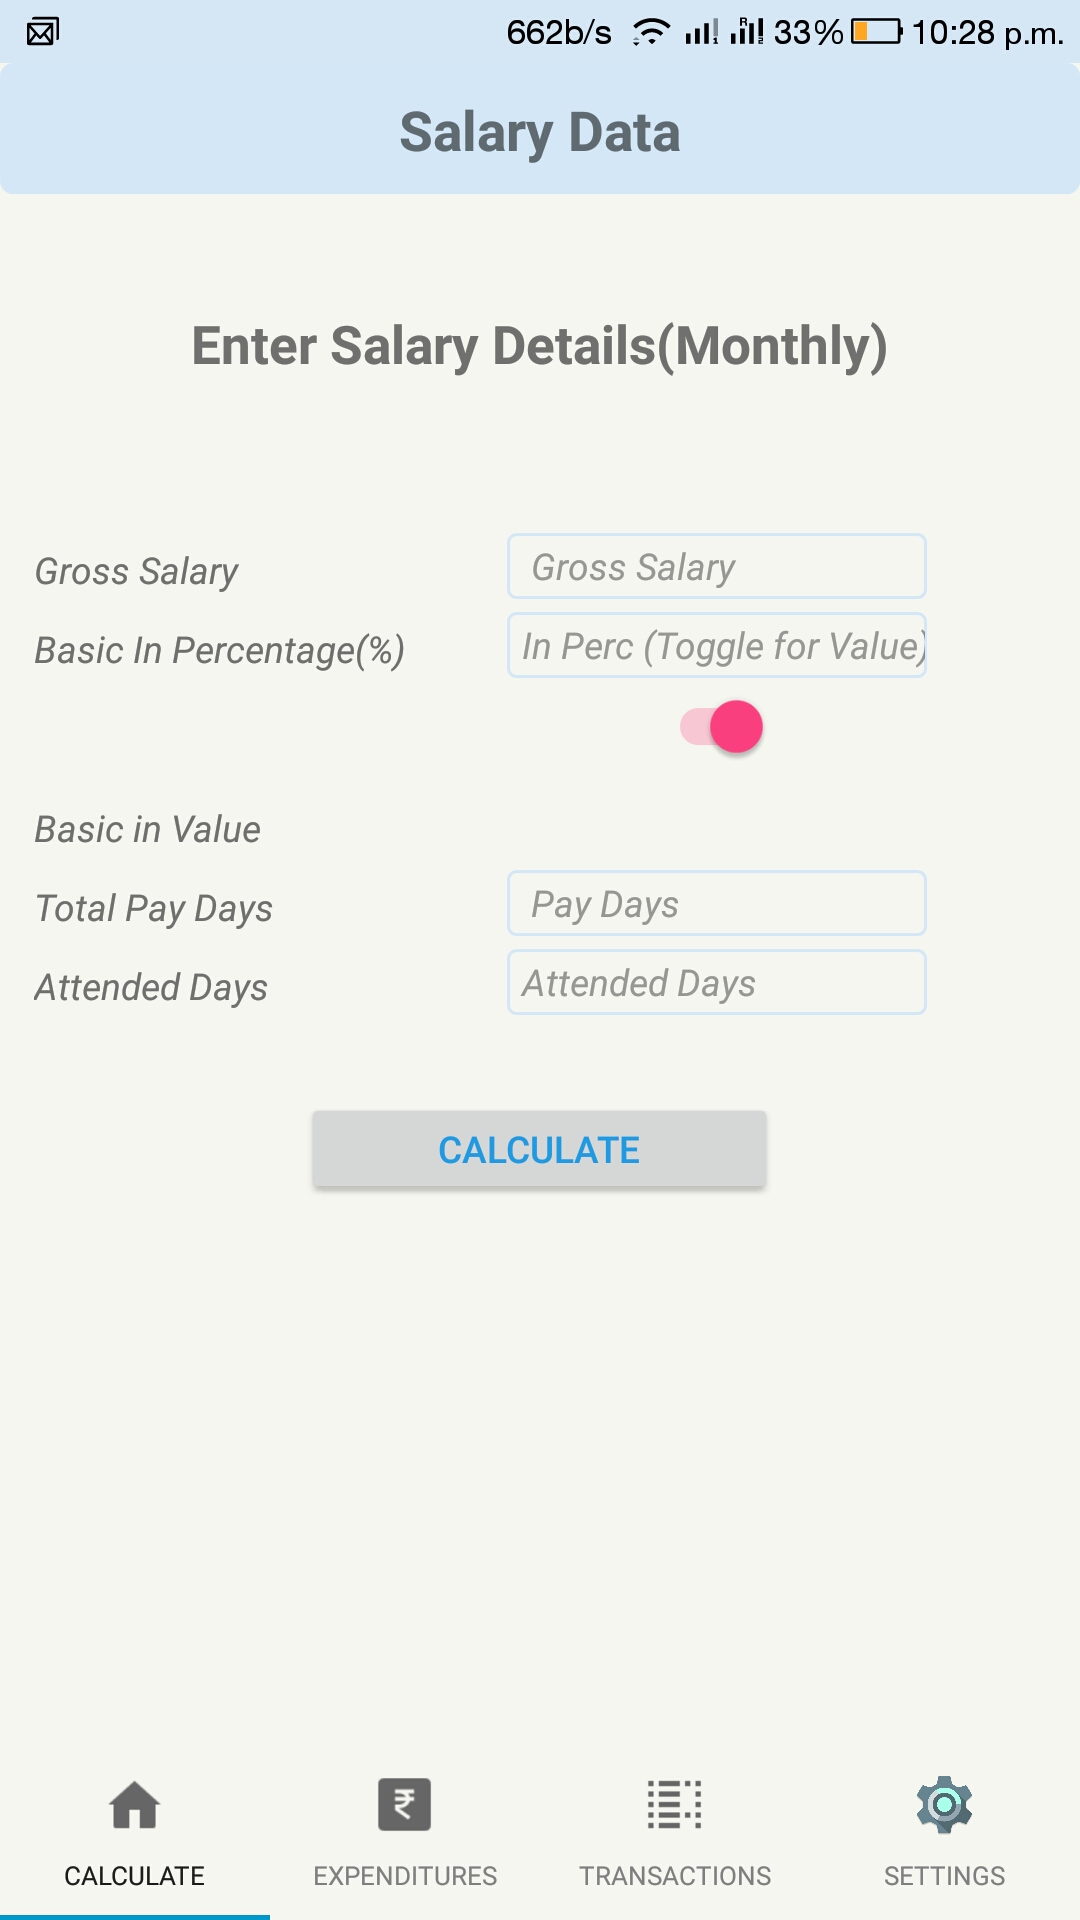 662b/s 33% 10:28 p.m.
Salary Data
Enter Salary Details(Monthly)
Gross Salary Gross Salary
Basic In Percentage(%) In Perc (Toggle for Value)
Basic in Value
Total Pay Days Pay Days
Attended Days Attended Days
CALCULATE
CALCULATE EXPENDITURES TRANSACTIONS SETTINGS